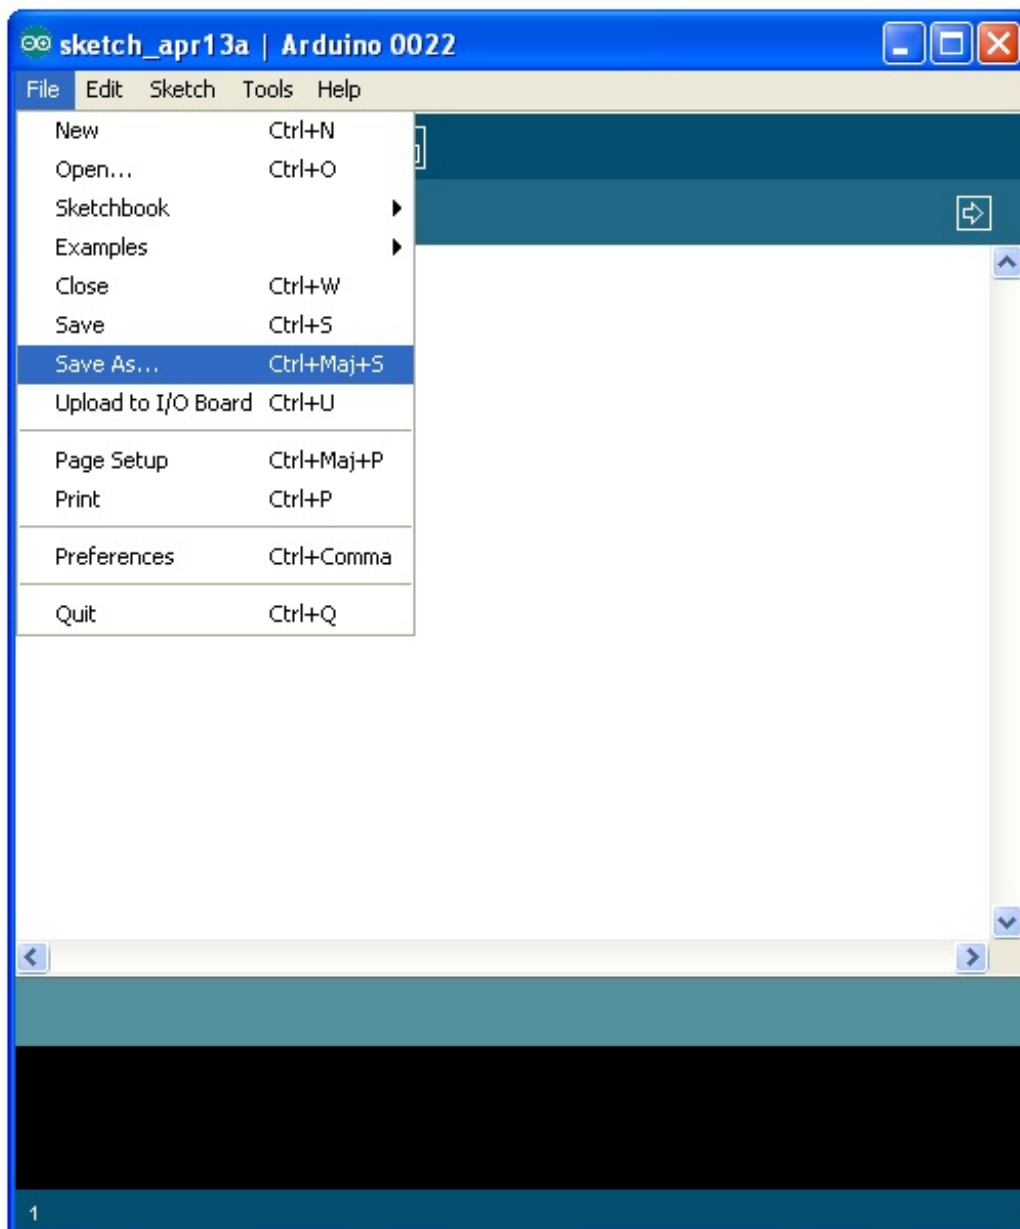 sketch_apr13a | Arduino 0022
File Edit Sketch Tools Help
New Ctrl+N
Open... Ctrl+O
Sketchbook
Examples
Close Ctrl+W
Save Ctrl+S
Save As... Ctrl+Maj+S
Upload to I/O Board Ctrl+U
Page Setup Ctrl+Maj+P
Print Ctrl+P
Preferences Ctrl+Comma
Quit Ctrl+Q
1